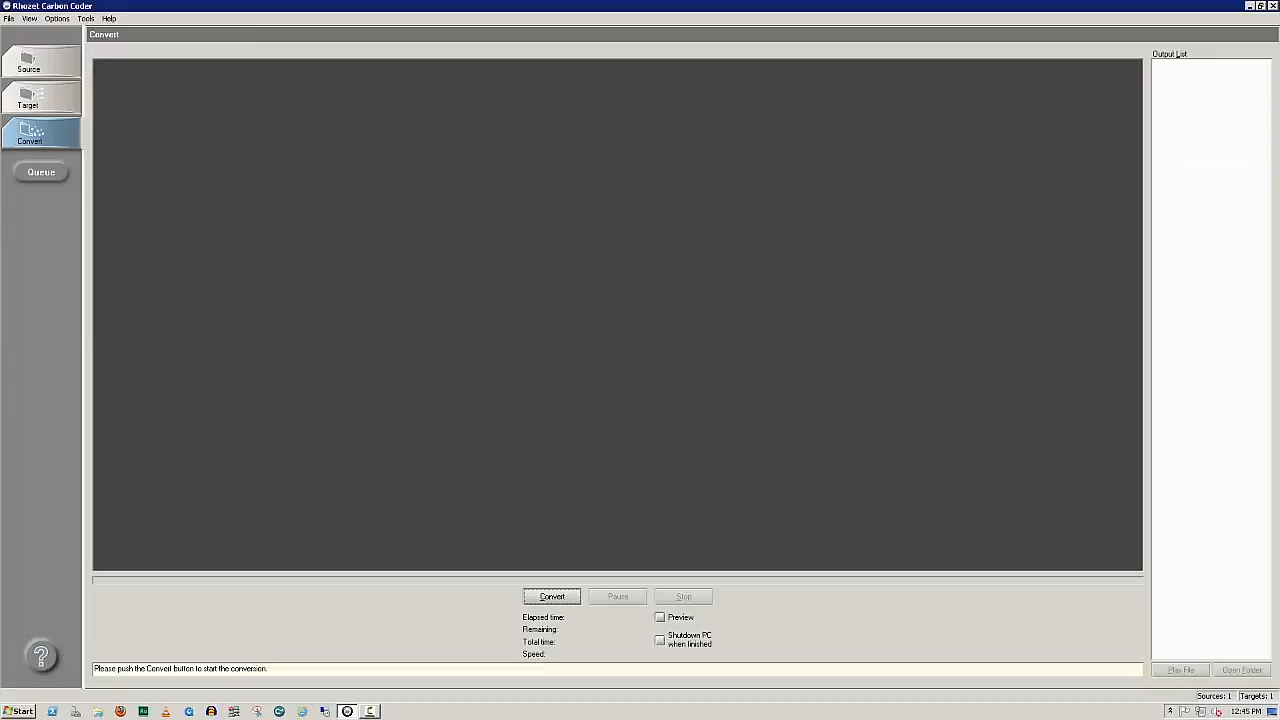 Rhozet Carbon Coder
File View Options Tools Help
Convert
Source
Target
Convert
Queue
Output List
Convert Pause Stop
Elapsed time:
Remaining:
Total time:
Speed:
Preview
Shutdown PC
when finished
Please push the Convert button to start the conversion.
Play File Open Folder
Sources: 1 Targets: 1
Start
12:45 PM